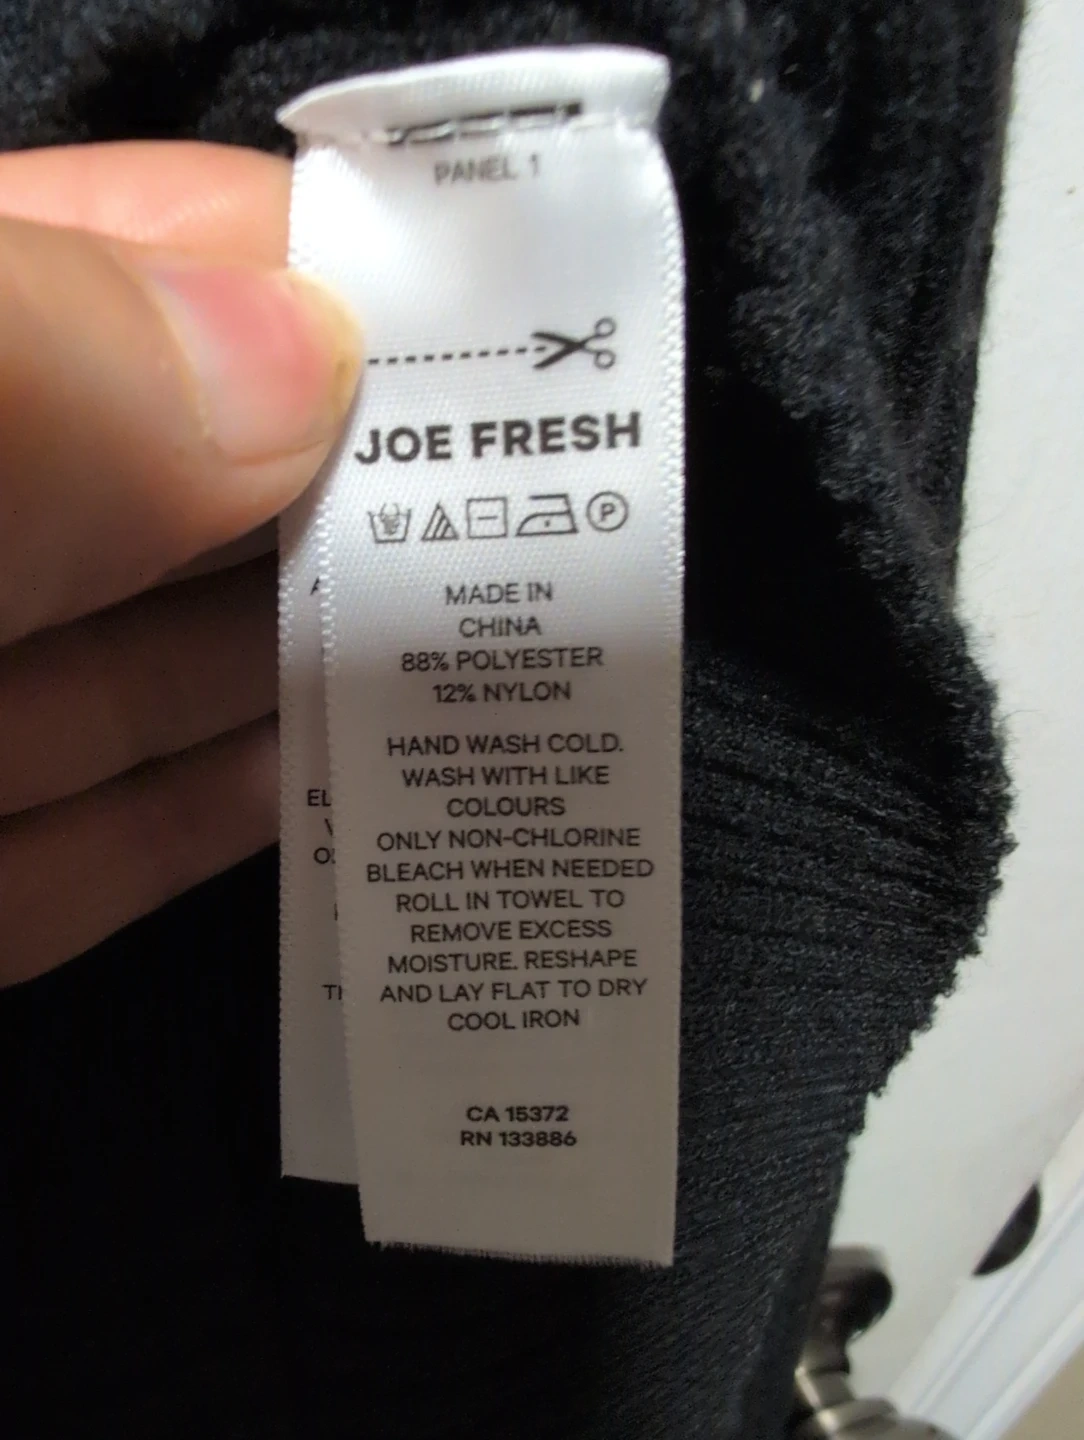 PANEL 1
JOE FRESH
P
MADE IN
CHINA
88% POLYESTER
12% NYLON
HAND WASH COLD.
WASH WITH LIKE
COLOURS
ONLY NON-CHLORINE
BLEACH WHEN NEEDED
ROLL IN TOWEL TO
REMOVE EXCESS
MOISTURE. RESHAPE
AND LAY FLAT TO DRY
COOL IRON
CA 15372
RN 133886